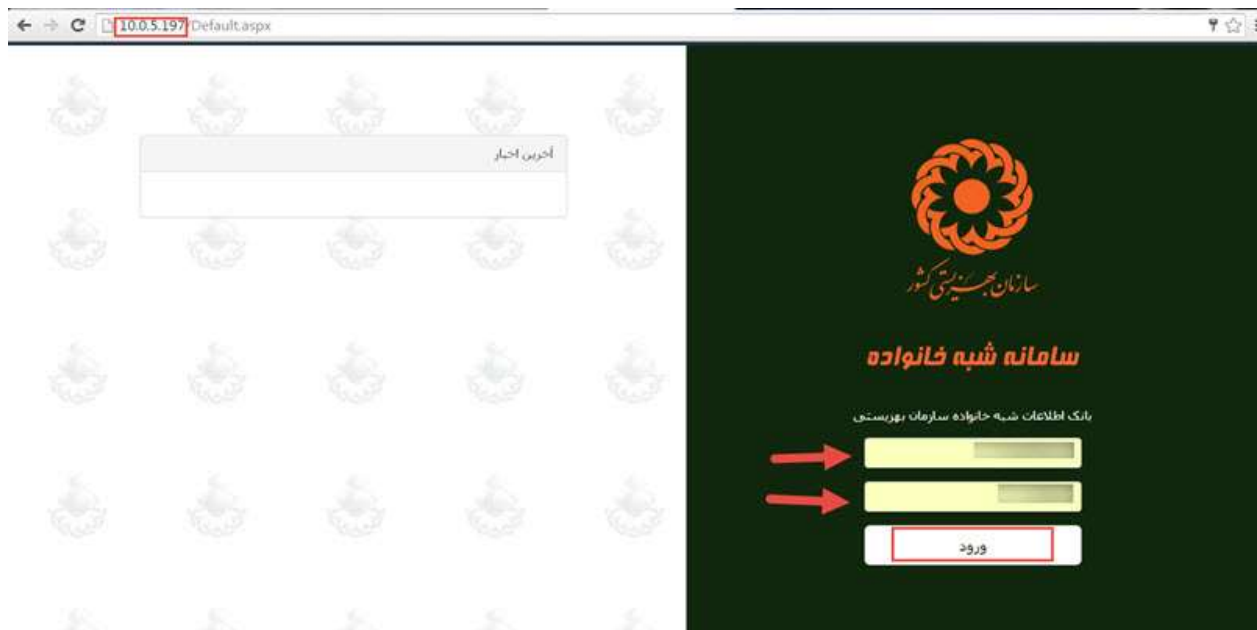 10.0.5.197/Default.aspx
آخرین اخبار
سازمان بهزیستی کشور
سامانه شبه خانواده
بانک اطلاعات شبه خانواده سازمان بهزیستی
ورود